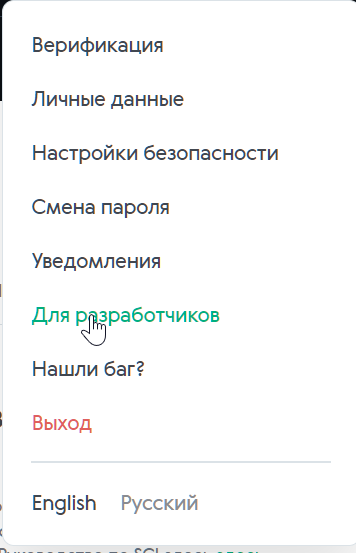 Верификация
Личные данные
Настройки безопасности
Смена пароля
Уведомления
Для разработчиков
Нашли баг?
Выход
English Русский